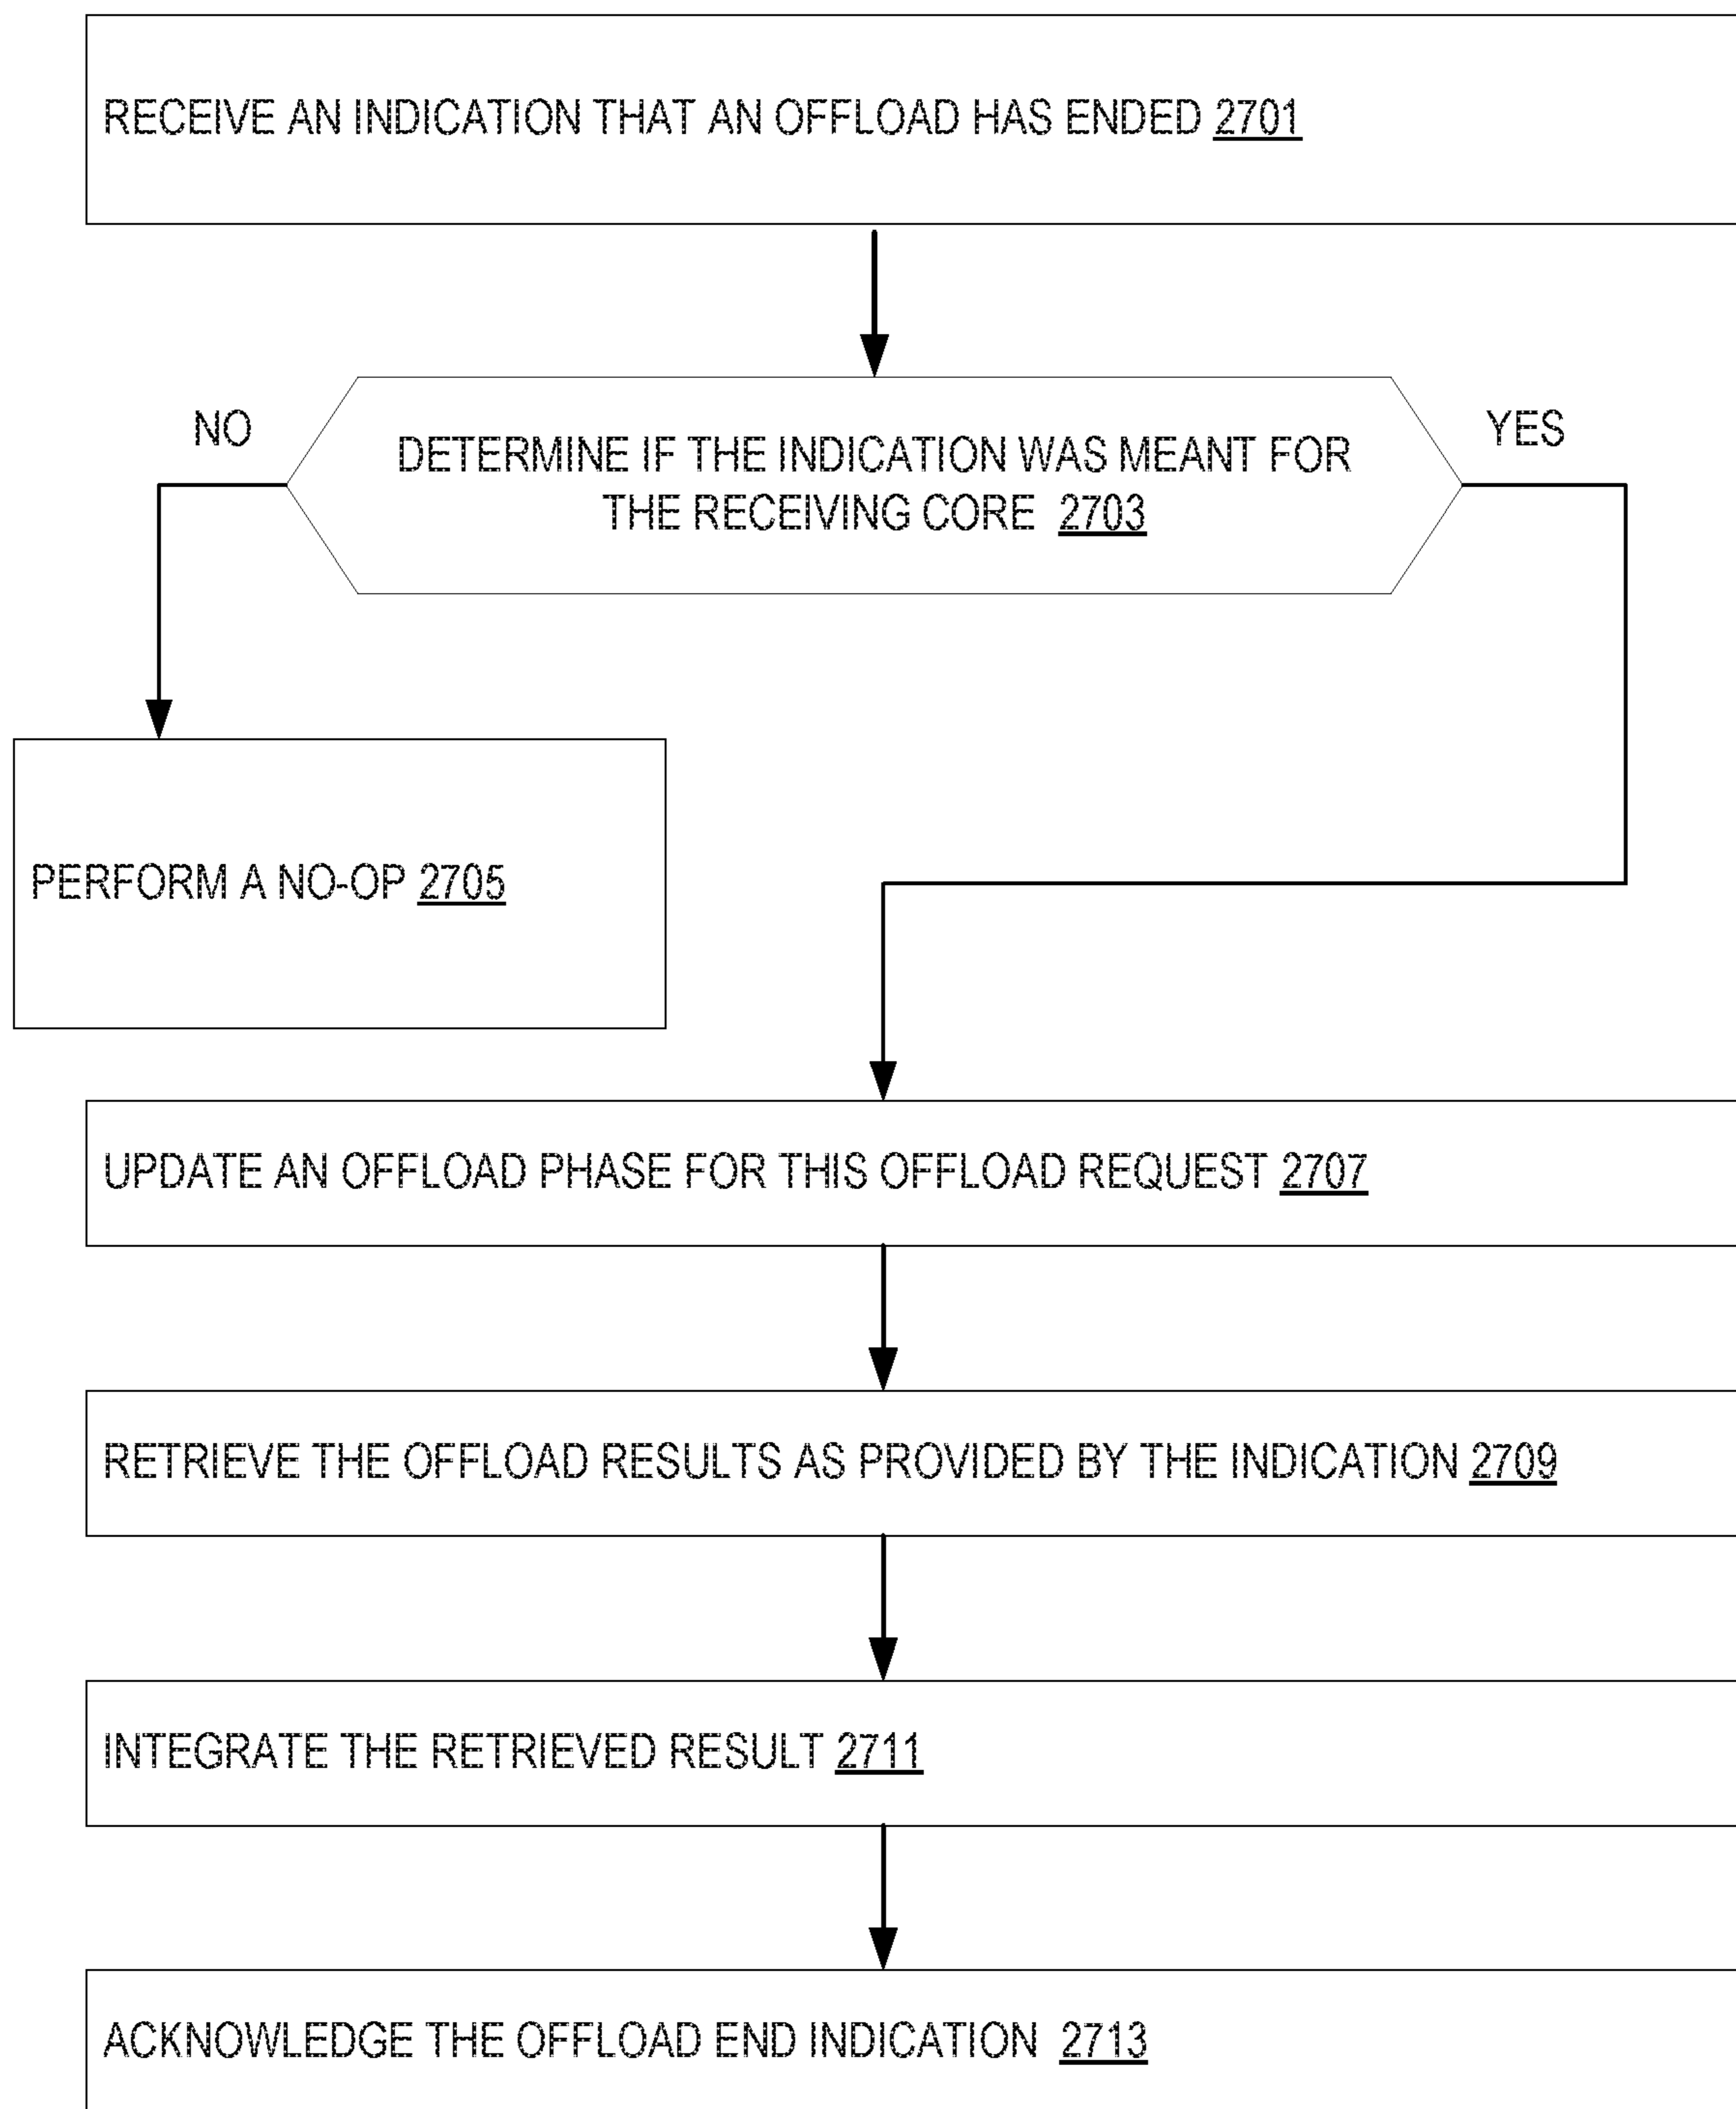 RECEIVE AN INDICATION THAT AN OFFLOAD HAS ENDED 2701
NO
YES
DETERMINE IF THE INDICATION WAS MEANT FOR
THE RECEIVING CORE 2703
PERFORM A NO-OP 2705
UPDATE AN OFFLOAD PHASE FOR THIS OFFLOAD REQUEST 2707
RETRIEVE THE OFFLOAD RESULTS AS PROVIDED BY THE INDICATION 2709
INTEGRATE THE RETRIEVED RESULT 2711
ACKNOWLEDGE THE OFFLOAD END INDICATION 2713